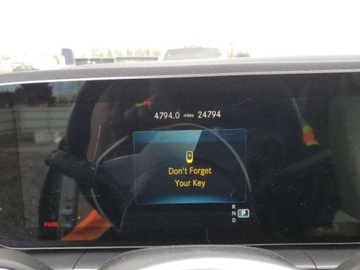 4794.0 miles 24794
Don't Forget
Your Key
R
N
D P
PARK